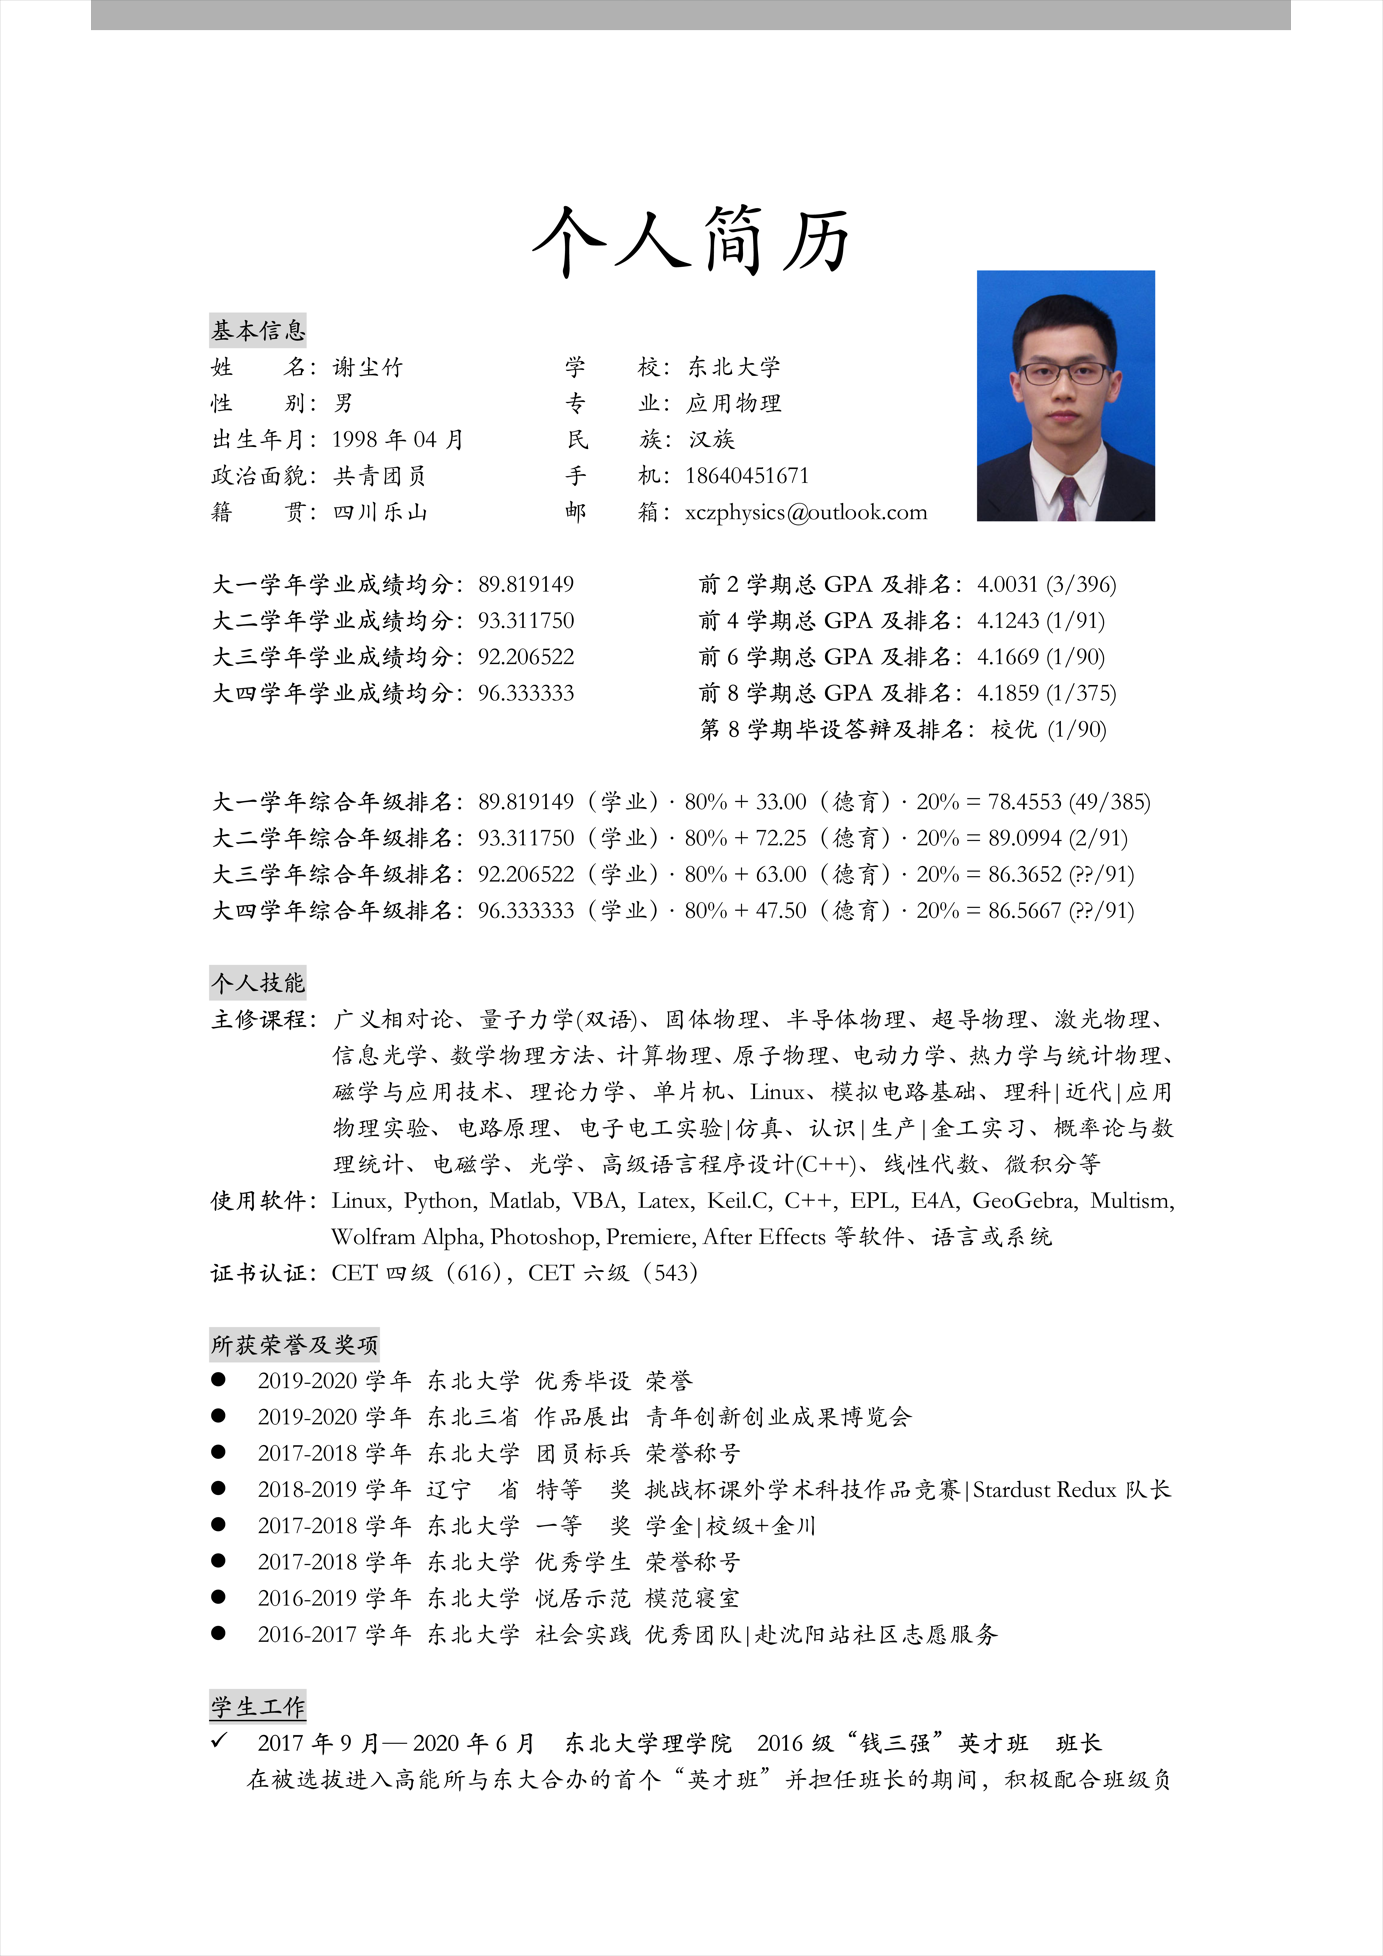 个人简历
基本信息
姓 名：谢尘竹 学 校：东北大学
性 别：男 专 业：应用物理
出生年月：1998 年 04 月 民 族：汉族
政治面貌：共青团员 手 机：18640451671
籍 贯：四川乐山 邮 箱：xczphysics@outlook.com
大一学年学业成绩均分：89.819149 前 2 学期总 GPA 及排名：4.0031 (3/396)
大二学年学业成绩均分：93.311750 前 4 学期总 GPA 及排名：4.1243 (1/91)
大三学年学业成绩均分：92.206522 前 6 学期总 GPA 及排名：4.1669 (1/90)
大四学年学业成绩均分：96.333333 前 8 学期总 GPA 及排名：4.1859 (1/375)
第 8 学期毕设答辩及排名：校优 (1/90)
大一学年综合年级排名：89.819149（学业）· 80% + 33.00（德育）· 20% = 78.4553 (49/385)
大二学年综合年级排名：93.311750（学业）· 80% + 72.25（德育）· 20% = 89.0994 (2/91)
大三学年综合年级排名：92.206522（学业）· 80% + 63.00（德育）· 20% = 86.3652 (??/91)
大四学年综合年级排名：96.333333（学业）· 80% + 47.50（德育）· 20% = 86.5667 (??/91)
个人技能
主修课程：广义相对论、量子力学(双语)、固体物理、半导体物理、超导物理、激光物理、
信息光学、数学物理方法、计算物理、原子物理、电动力学、热力学与统计物理、
磁学与应用技术、理论力学、单片机、Linux、模拟电路基础、理科|近代|应用
物理实验、电路原理、电子电工实验|仿真、认识|生产|金工实习、概率论与数
理统计、电磁学、光学、高级语言程序设计(C++)、线性代数、微积分等
使用软件：Linux, Python, Matlab, VBA, Latex, Keil.C, C++, EPL, E4A, GeoGebra, Multism,
Wolfram Alpha, Photoshop, Premiere, After Effects 等软件、语言或系统
证书认证：CET 四级（616），CET 六级（543）
所获荣誉及奖项
● 2019-2020 学年 东北大学 优秀毕设 荣誉
● 2019-2020 学年 东北三省 作品展出 青年创新创业成果博览会
● 2017-2018 学年 东北大学 团员标兵 荣誉称号
● 2018-2019 学年 辽宁 省 特等 奖 挑战杯课外学术科技作品竞赛|Stardust Redux 队长
● 2017-2018 学年 东北大学 一等 奖 学金|校级+金川
● 2017-2018 学年 东北大学 优秀学生 荣誉称号
● 2016-2019 学年 东北大学 悦居示范 模范寝室
● 2016-2017 学年 东北大学 社会实践 优秀团队|赴沈阳站社区志愿服务
学生工作
✓ 2017 年 9 月— 2020 年 6 月 东北大学理学院 2016 级“钱三强”英才班 班长
在被选拔进入高能所与东大合办的首个“英才班”并担任班长的期间，积极配合班级负